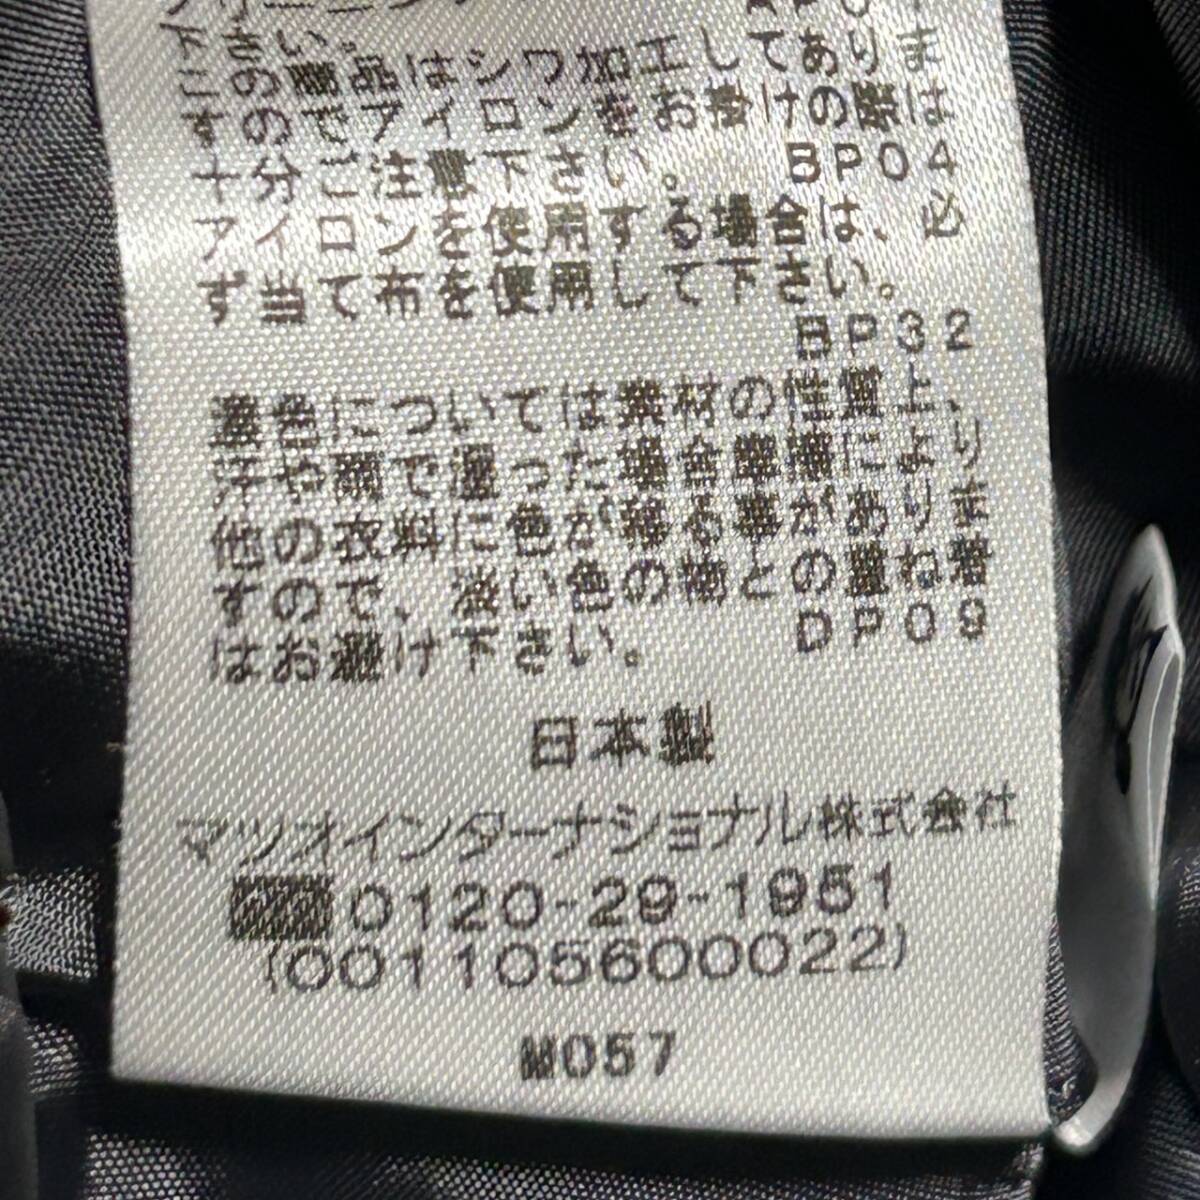 下さい。
この商品はシワ加工してありま
すのでアイロンをお掛けの際は
十分ご注意下さい。 BP04
アイロンを使用する場合は、必
ず当て布を使用して下さい。
BP32
濃色については素材の性質上、
汗や雨で湿った場合摩擦により
他の衣料に色が移る事がありま
すので、淡い色の物との重ね着
はお避け下さい。 DP09
日本製
マツオインターナショナル株式会社
0120-29-1951
(001105600022)
M057